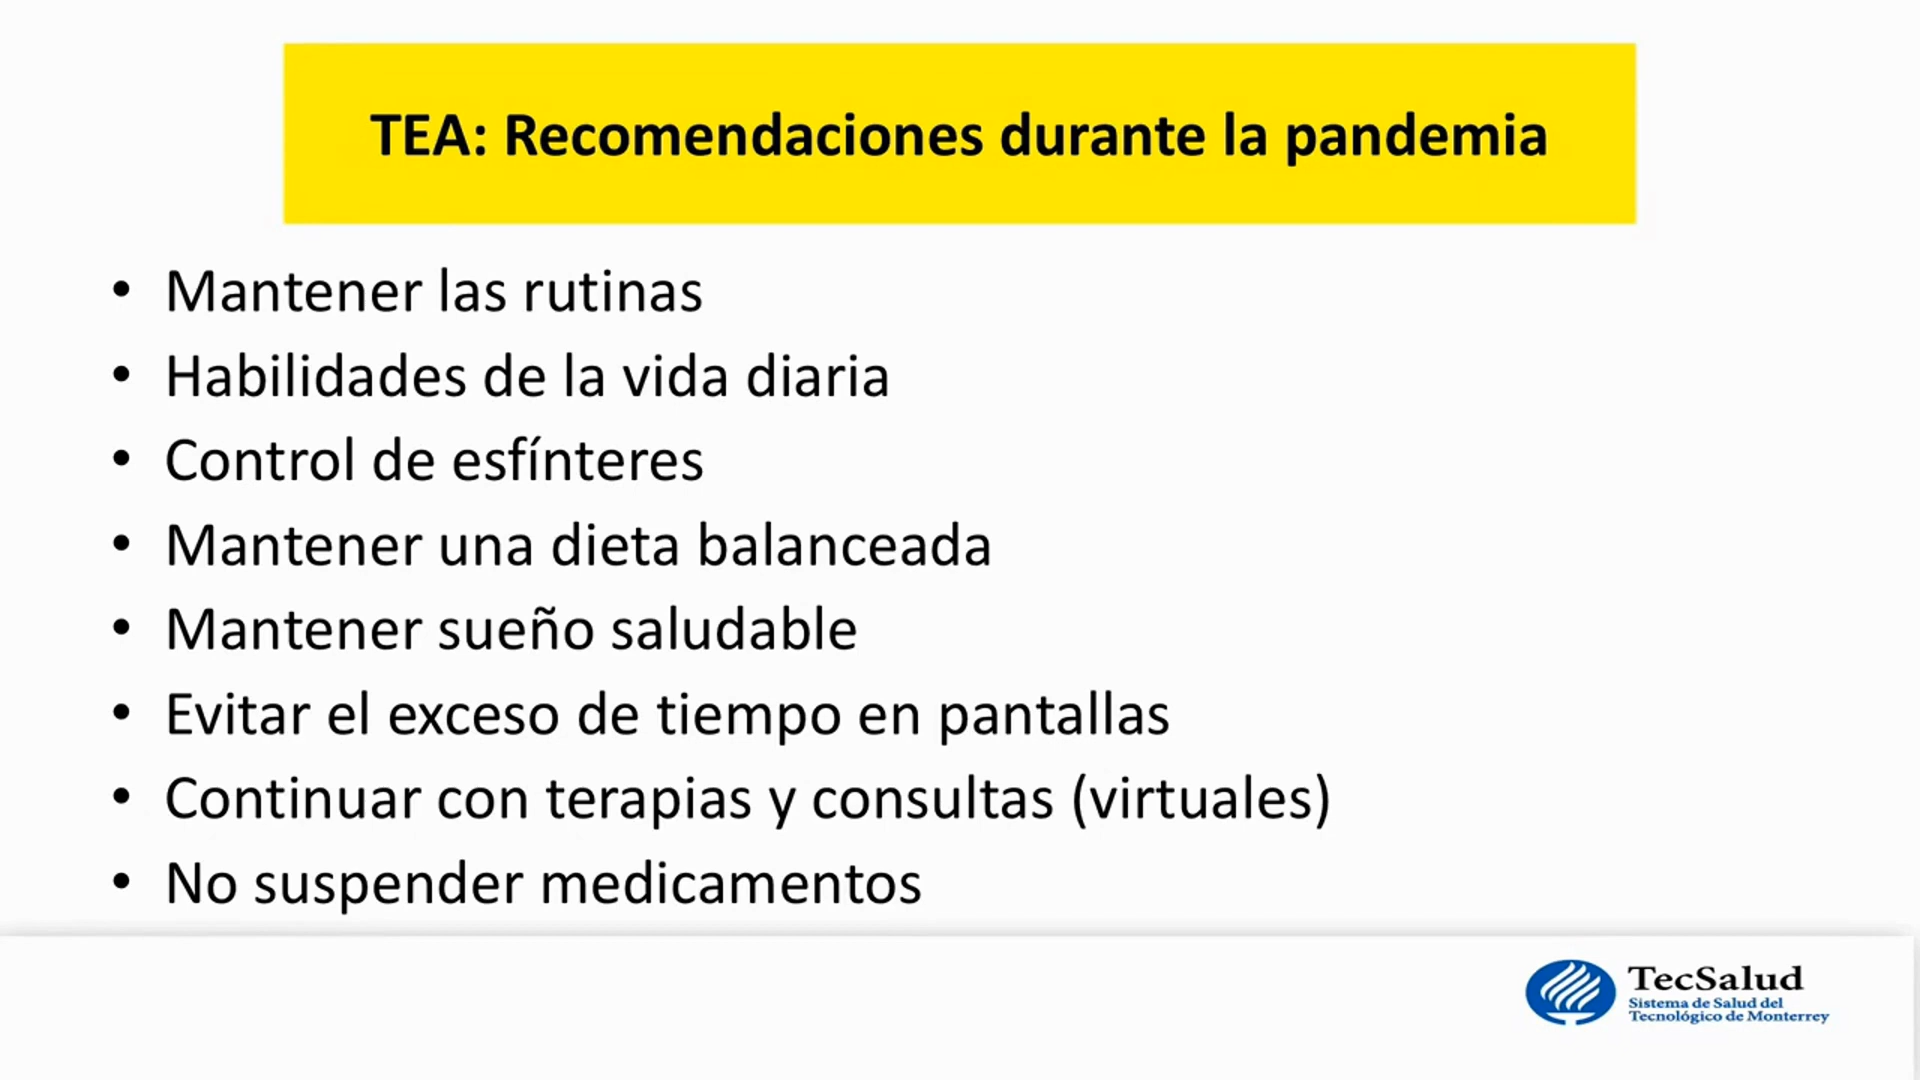 TEA: Recomendaciones durante la pandemia
• Mantener las rutinas
• Habilidades de la vida diaria
• Control de esfínteres
• Mantener una dieta balanceada
• Mantener sueño saludable
• Evitar el exceso de tiempo en pantallas
• Continuar con terapias y consultas (virtuales)
• No suspender medicamentos
TecSalud
Sistema de Salud del
Tecnológico de Monterrey